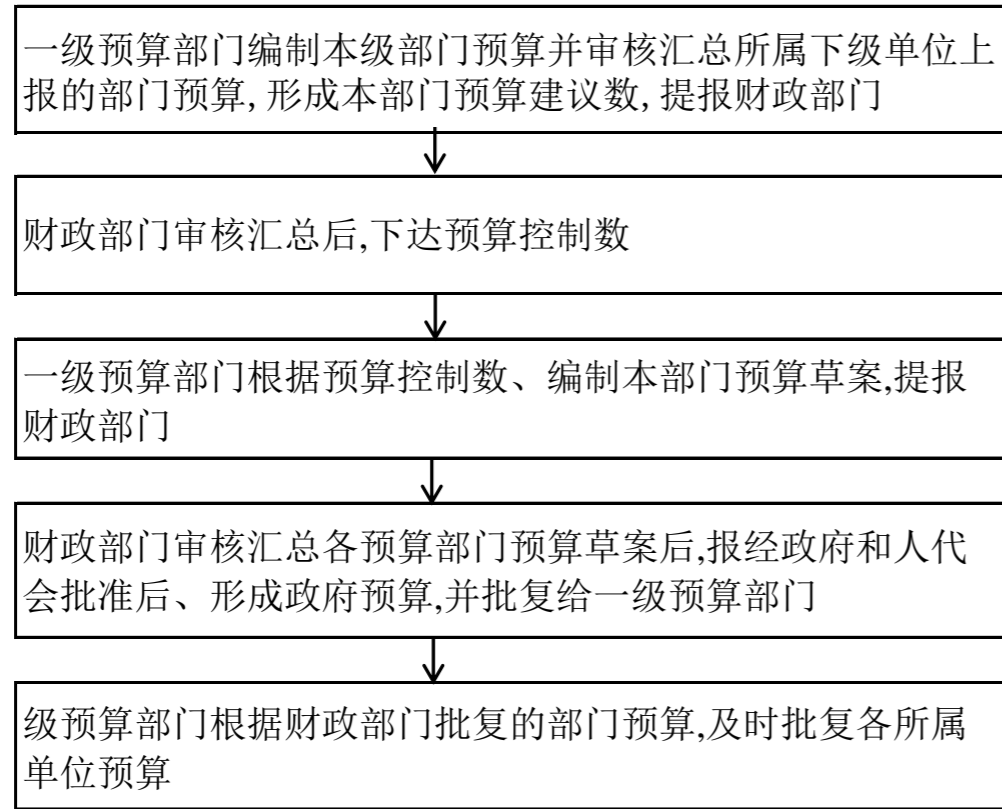 一级预算部门编制本级部门预算并审核汇总所属下级单位上
报的部门预算, 形成本部门预算建议数, 提报财政部门
财政部门审核汇总后,下达预算控制数
一级预算部门根据预算控制数、编制本部门预算草案,提报
财政部门
财政部门审核汇总各预算部门预算草案后,报经政府和人代
会批准后、形成政府预算,并批复给一级预算部门
级预算部门根据财政部门批复的部门预算,及时批复各所属
单位预算